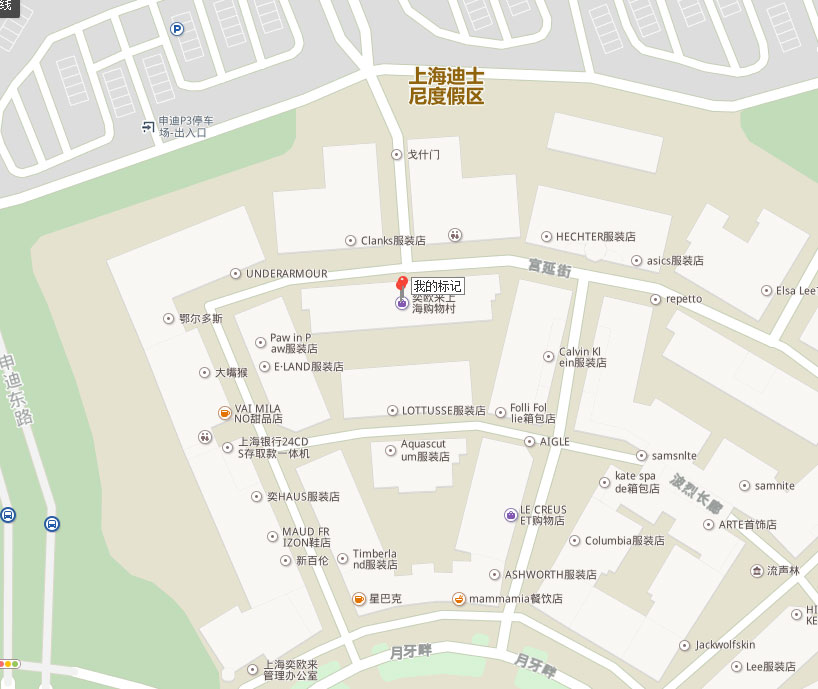 线
P
上海迪士
尼度假区
申迪P3停车
场-出入口
戈什门
Clanks服装店
HECHTER服装店
asics服装店
宫延街
UNDERARMOUR
我的标记
奕欧来上
海购物村
repetto
Elsa Lee
鄂尔多斯
Paw in P
aw服装店
E·LAND服装店
Calvin Kl
ein服装店
大嘴猴
申迪东路
VAI MILA
NO甜品店
LOTTUSSE服装店
Folli Fol
lie箱包店
上海银行24CD
S存取款一体机
Aquascut
um服装店
AIGLE
samsnlte
kate spa
de箱包店
波烈长廊
samnite
奕HAUS服装店
LE CREUS
ET购物店
ARTE首饰店
MAUD FR
IZON鞋店
Columbia服装店
新百伦
Timberla
nd服装店
ASHWORTH服装店
流声林
星巴克
mammamia餐饮店
HI
KE
月牙畔
月牙畔
Jackwolfskin
上海奕欧来
管理办公室
Lee服装店